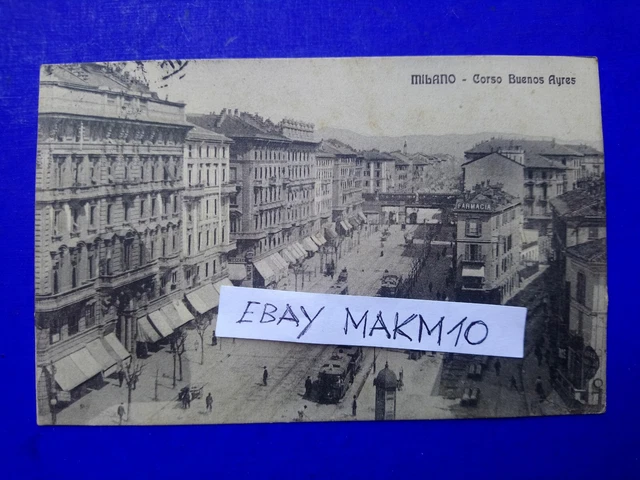 MILANO - Corso Buenos Ayres
FARMACIA
EBAY MAKM10